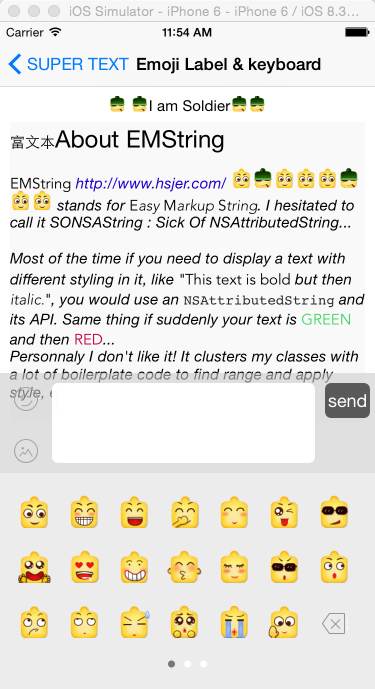 iOS Simulator - iPhone 6 - iPhone 6 / iOS 8.3...
Carrier 11:54 AM
SUPER TEXT Emoji Label & keyboard
I am Soldier
富文本About EMString
EMString http://www.hsjer.com/
stands for Easy Markup String. I hesitated to
call it SONSAString : Sick Of NSAttributedString...
Most of the time if you need to display a text with
different styling in it, like "This text is bold but then
italic.", you would use an NSAttributedString and
its API. Same thing if suddenly your text is GREEN
and then RED...
Personnaly I don't like it! It clusters my classes with
a lot of boilerplate code to find range and apply
style, e
send